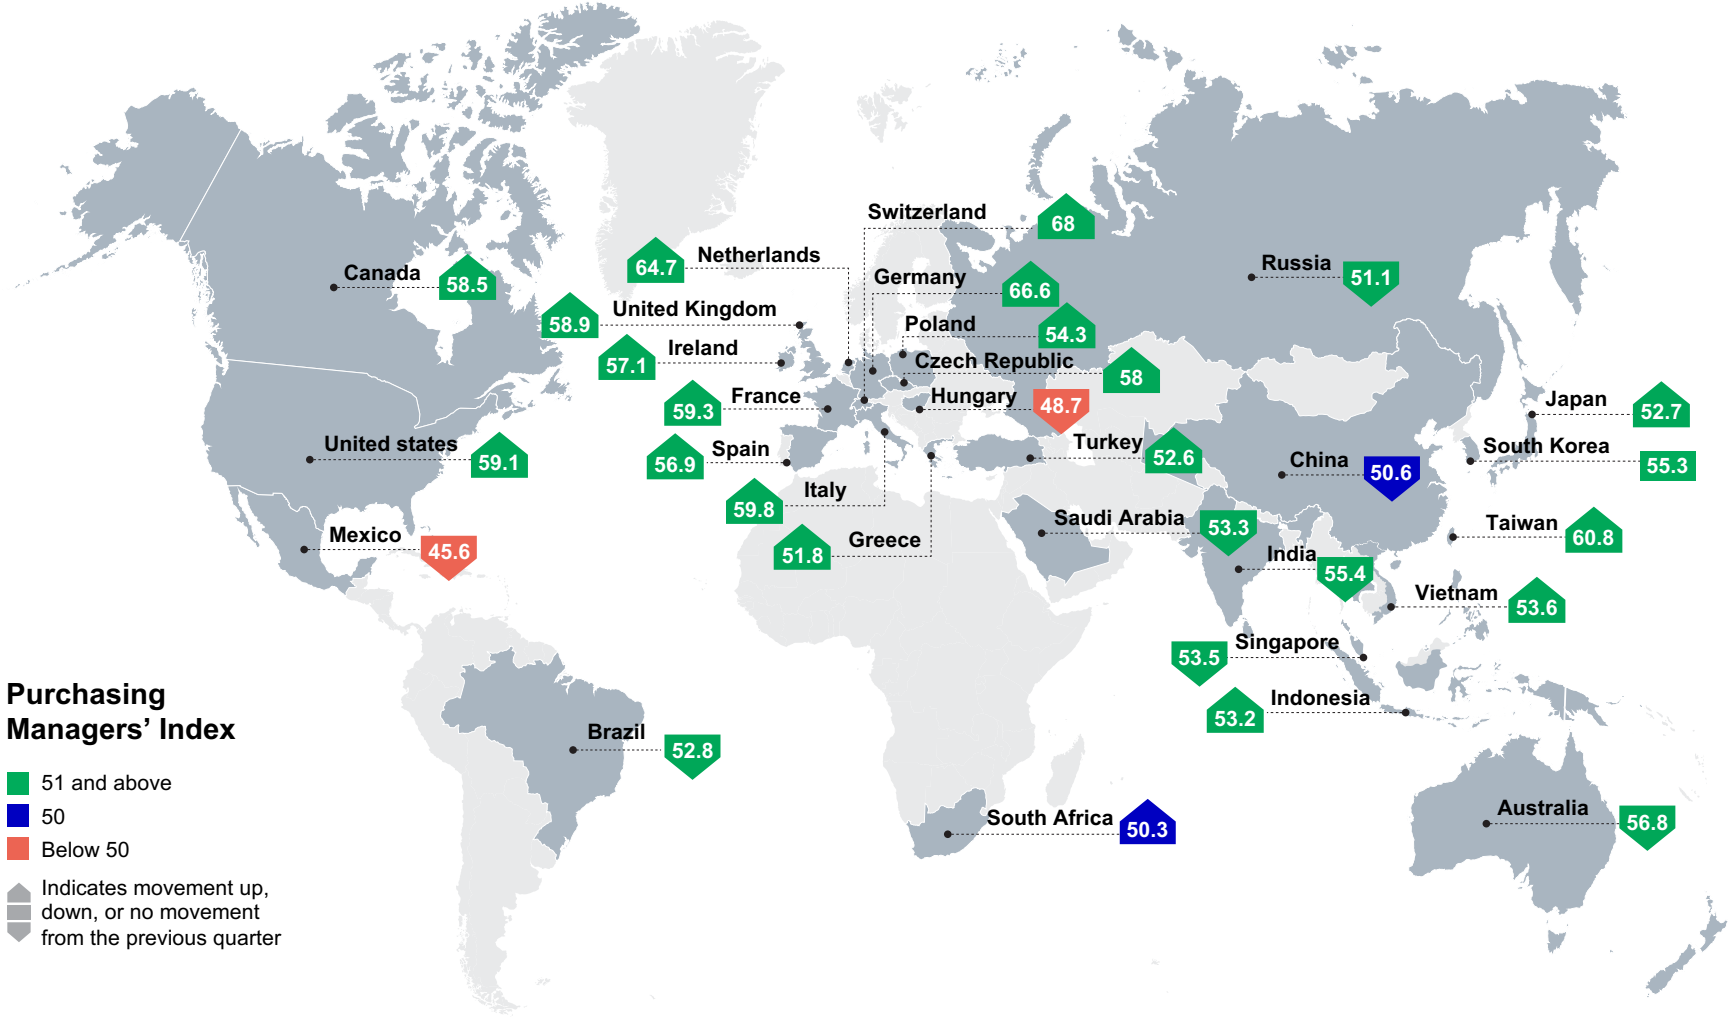 Switzerland
68
Netherlands
64.7
Germany
66.6
Russia
51.1
Canada
58.5
United Kingdom
58.9
Poland
54.3
Ireland
57.1
Czech Republic
58
France
59.3
Hungary
48.7
Japan
52.7
United states
59.1
Spain
56.9
Turkey
52.6
China
50.6
South Korea
55.3
Italy
59.8
Saudi Arabia
53.3
Taiwan
60.8
Mexico
45.6
Greece
51.8
India
55.4
Vietnam
53.6
Singapore
53.5
Indonesia
53.2
Brazil
52.8
South Africa
50.3
Australia
56.8
Purchasing
Managers’ Index
51 and above
50
Below 50
Indicates movement up,
down, or no movement
from the previous quarter